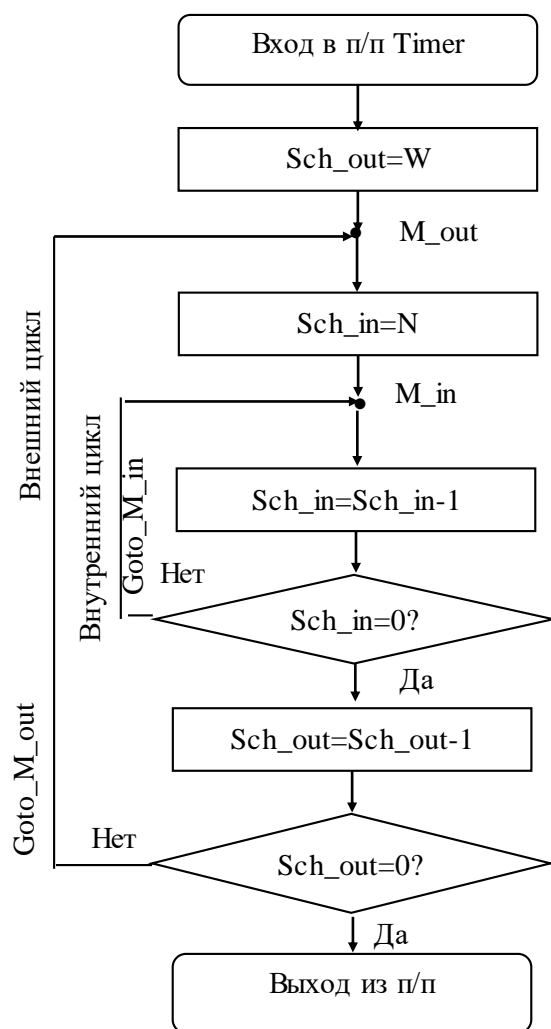 Вход в п/п Timer
Sch_out=W
M_out
Sch_in=N
M_in
Внешний цикл
Внутренний цикл
Goto_M_in
Sch_in=Sch_in-1
Нет
Sch_in=0?
Да
Sch_out=Sch_out-1
Goto_M_out
Нет
Sch_out=0?
Да
Выход из п/п